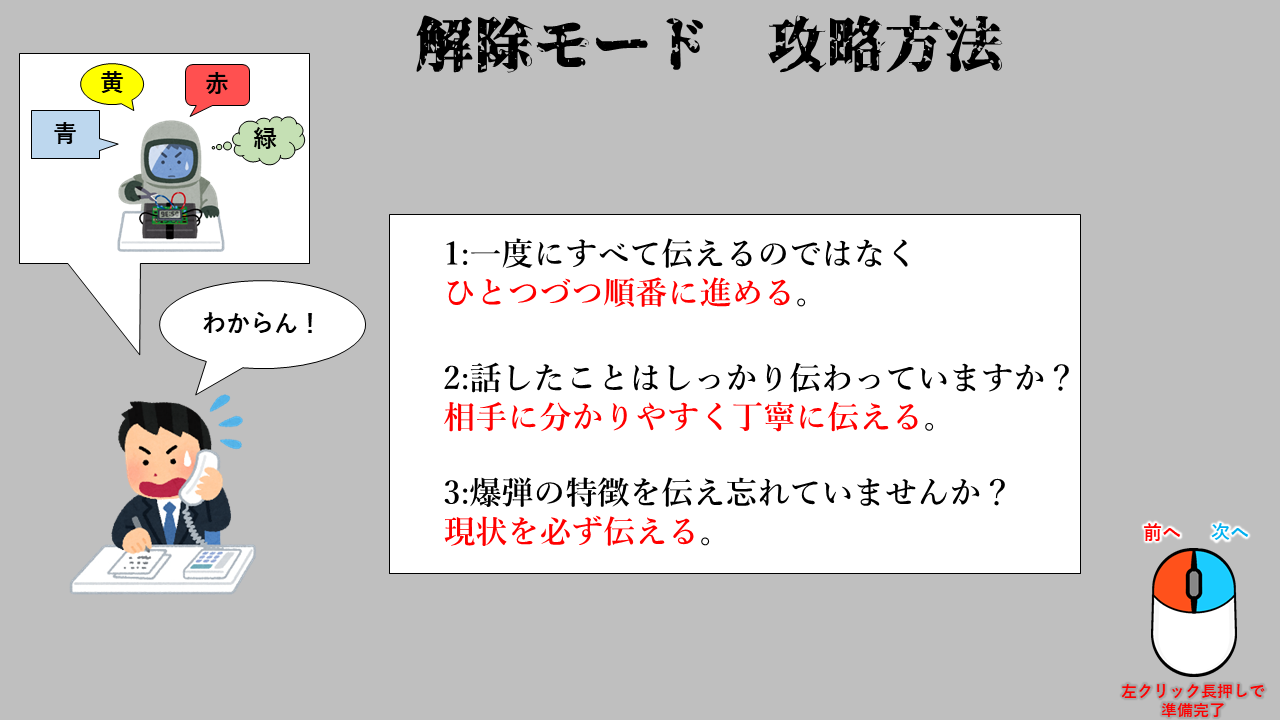 解除モード　攻略方法
黄
赤
青
緑
わからん！
1:一度にすべて伝えるのではなく
ひとつづつ順番に進める。
2:話したことはしっかり伝わっていますか？
相手に分かりやすく丁寧に伝える。
3:爆弾の特徴を伝え忘れていませんか？
現状を必ず伝える。
前へ　次へ
左クリック長押しで
準備完了